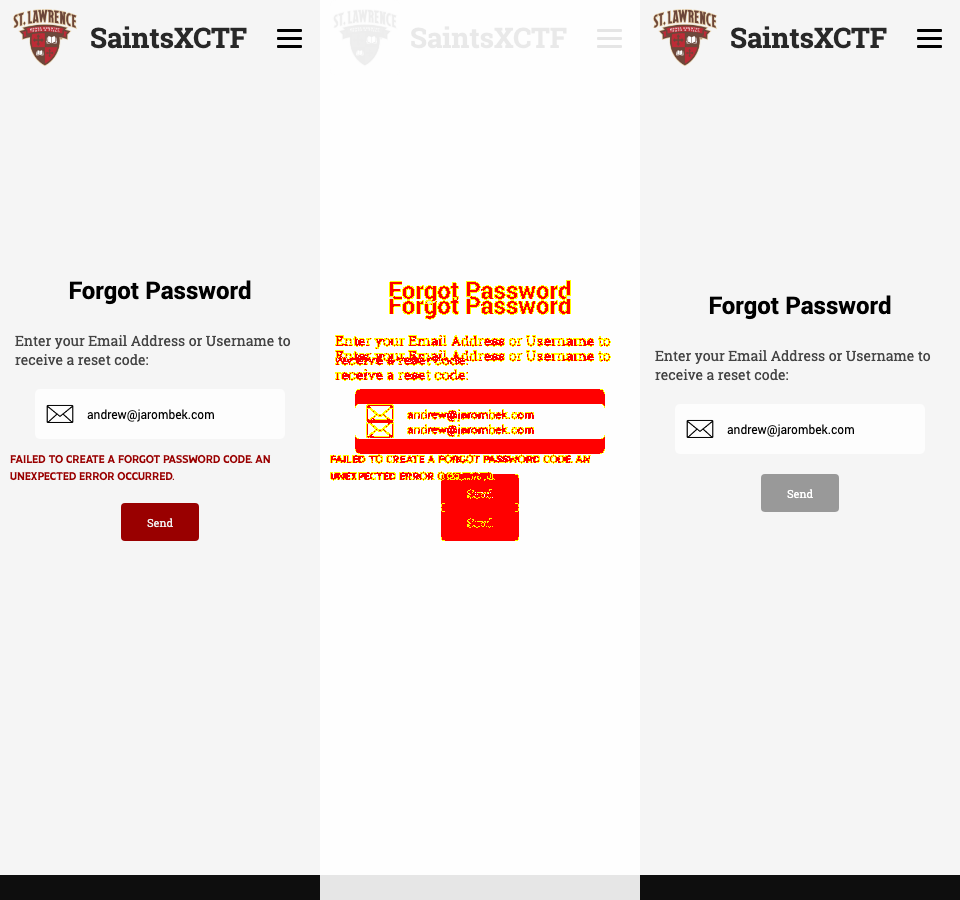 ST. LAWRENCE
SaintsXCTF
Forgot Password
Enter your Email Address or Username to
receive a reset code:
andrew@jarombek.com
FAILED TO CREATE A FORGOT PASSWORD CODE. AN
UNEXPECTED ERROR OCCURRED.
Send
ST. LAWRENCE
SaintsXCTF
Forgot Password
Forgot Password
Enter your Email Address or Username to
Enter your Email Address or Username to
receive a reset code:
receive a reset code:
andrew@jarombek.com
andrew@jarombek.com
FAILED TO CREATE A FORGOT PASSWORD CODE. AN
UNEXPECTED ERROR OCCURRED.
Send
Send
ST. LAWRENCE
SaintsXCTF
Forgot Password
Enter your Email Address or Username to
receive a reset code:
andrew@jarombek.com
Send